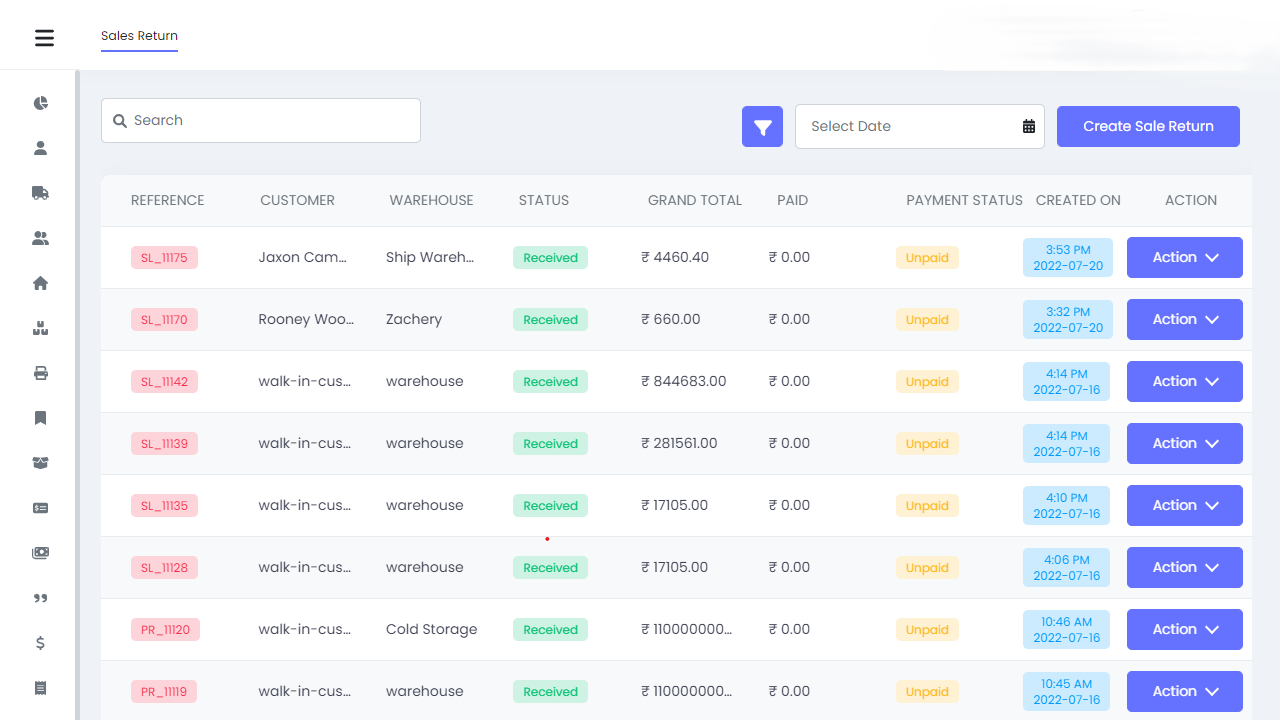 Sales Return
Search
Select Date
Create Sale Return
REFERENCE CUSTOMER WAREHOUSE STATUS GRAND TOTAL PAID PAYMENT STATUS CREATED ON ACTION
SL_11175 Jaxon Cam... Ship Wareh... Received ₹ 4460.40 ₹ 0.00 Unpaid 3:53 PM Action
2022-07-20
SL_11170 Rooney Woo... Zachery Received ₹ 660.00 ₹ 0.00 Unpaid 3:32 PM Action
2022-07-20
SL_11142 walk-in-cus... warehouse Received ₹ 844683.00 ₹ 0.00 Unpaid 4:14 PM Action
2022-07-16
SL_11139 walk-in-cus... warehouse Received ₹ 281561.00 ₹ 0.00 Unpaid 4:14 PM Action
2022-07-16
SL_11135 walk-in-cus... warehouse Received ₹ 17105.00 ₹ 0.00 Unpaid 4:10 PM Action
2022-07-16
SL_11128 walk-in-cus... warehouse Received ₹ 17105.00 ₹ 0.00 Unpaid 4:06 PM Action
2022-07-16
PR_11120 walk-in-cus... Cold Storage Received ₹ 110000000... ₹ 0.00 Unpaid 10:46 AM Action
2022-07-16
PR_11119 walk-in-cus... warehouse Received ₹ 110000000... ₹ 0.00 Unpaid 10:45 AM Action
2022-07-16